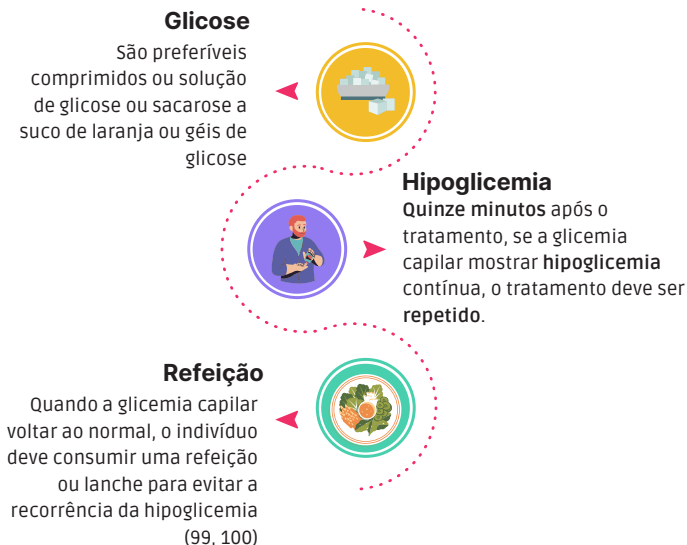 Glicose
São preferíveis
comprimidos ou solução
de glicose ou sacarose a
suco de laranja ou géis de
glicose
Hipoglicemia
Quinze minutos após o
tratamento, se a glicemia
capilar mostrar hipoglicemia
contínua, o tratamento deve ser
repetido.
Refeição
Quando a glicemia capilar
voltar ao normal, o indivíduo
deve consumir uma refeição
ou lanche para evitar a
recorrência da hipoglicemia
(99, 100)